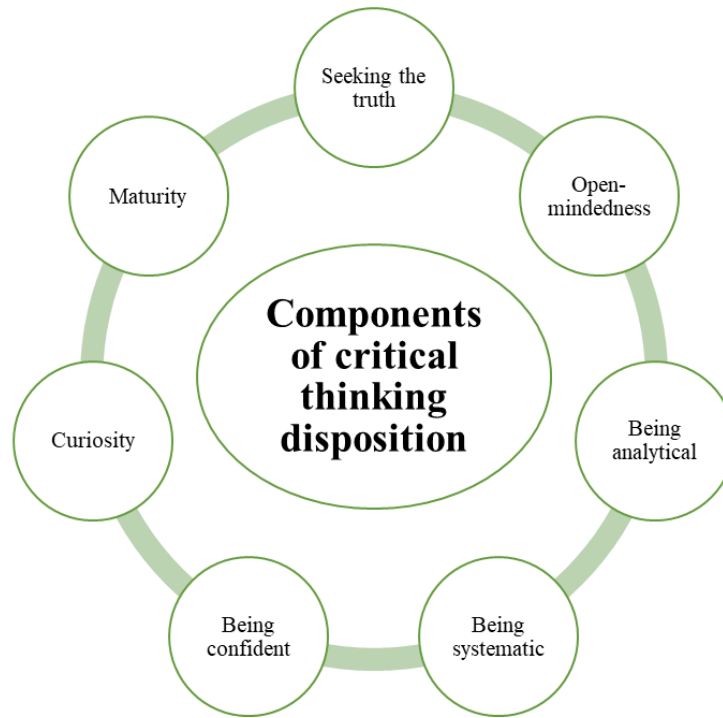 Seeking the
truth
Open-
mindedness
Being
analytical
Being
systematic
Being
confident
Curiosity
Maturity
Components
of critical
thinking
disposition